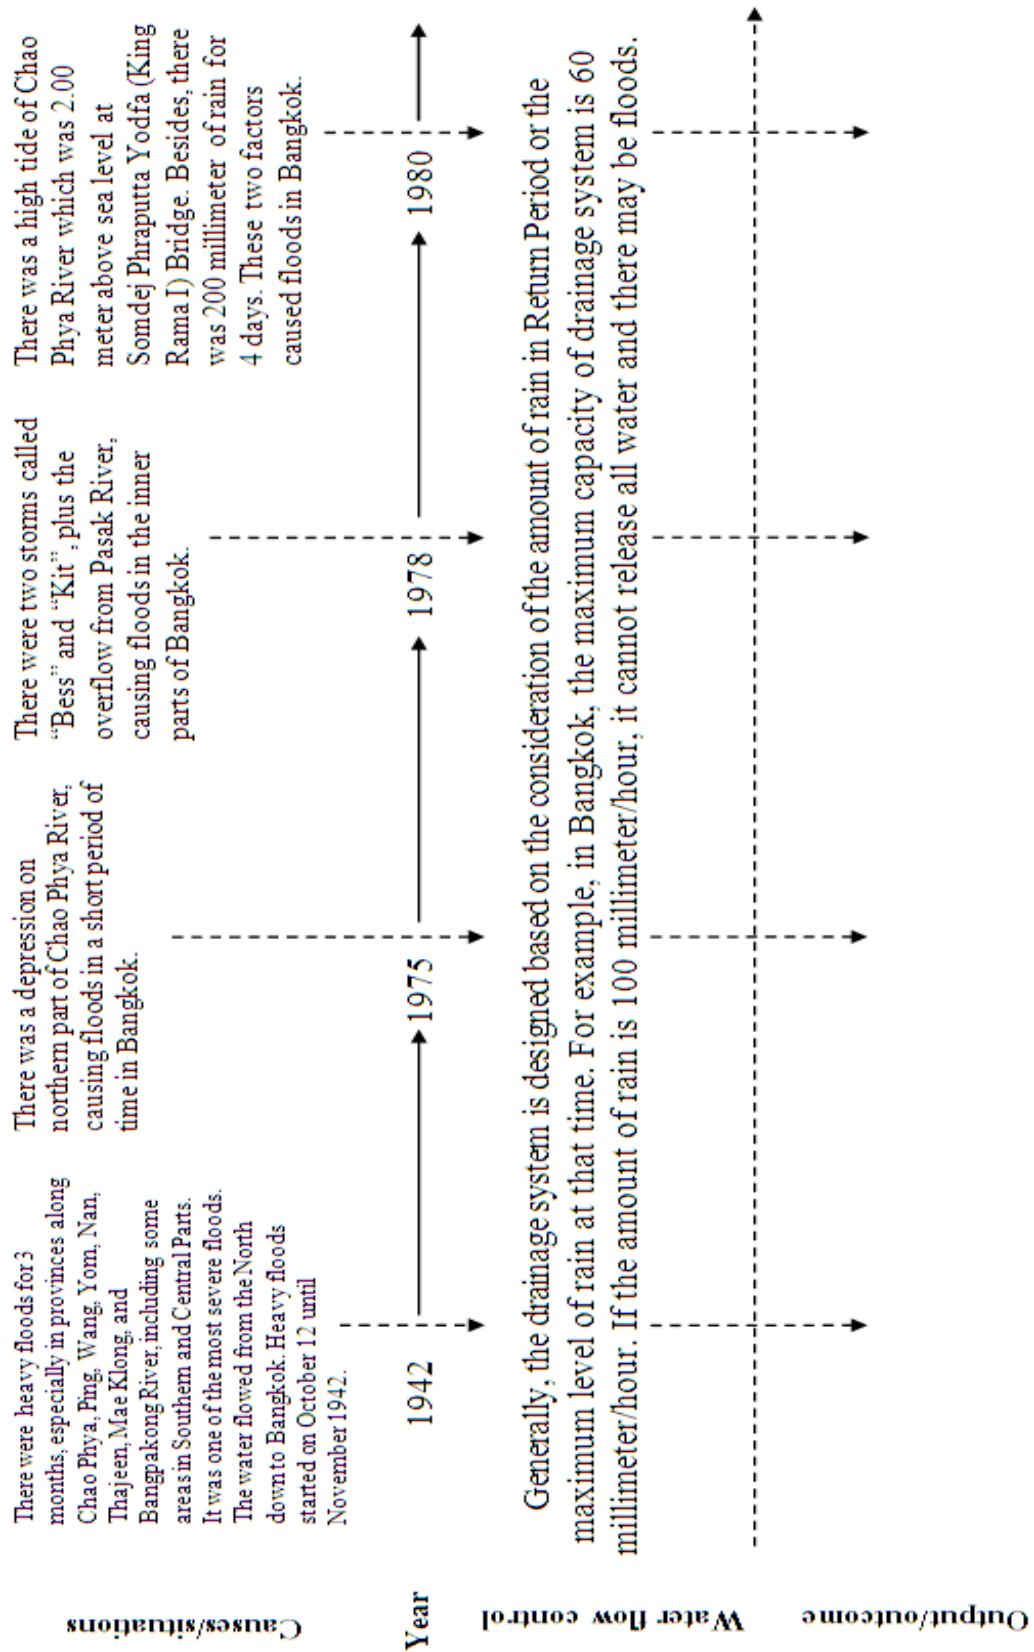 Causes/situations
There were heavy floods for 3
months, especially in provinces along
Chao Phya, Ping, Wang, Yom, Nan,
Thajeen, Mae Klong, and
Bangpakong River, including some
areas in Southern and Central Parts.
It was one of the most severe floods.
The water flowed from the North
down to Bangkok. Heavy floods
started on October 12 until
November 1942.
There was a depression on
northern part of Chao Phya River,
causing floods in a short period of
time in Bangkok.
There were two storms called
“Bess” and “Kit”, plus the
overflow from Pasak River,
causing floods in the inner
parts of Bangkok.
There was a high tide of Chao
Phya River which was 2.00
meter above sea level at
Somdej Phraputta Yodfa (King
Rama I) Bridge. Besides, there
was 200 millimeter of rain for
4 days. These two factors
caused floods in Bangkok.
Year
1942
1975
1978
1980
Water flow control
Generally, the drainage system is designed based on the consideration of the amount of rain in Return Period or the
maximum level of rain at that time. For example, in Bangkok, the maximum capacity of drainage system is 60
millimeter/hour. If the amount of rain is 100 millimeter/hour, it cannot release all water and there may be floods.
Output/outcome